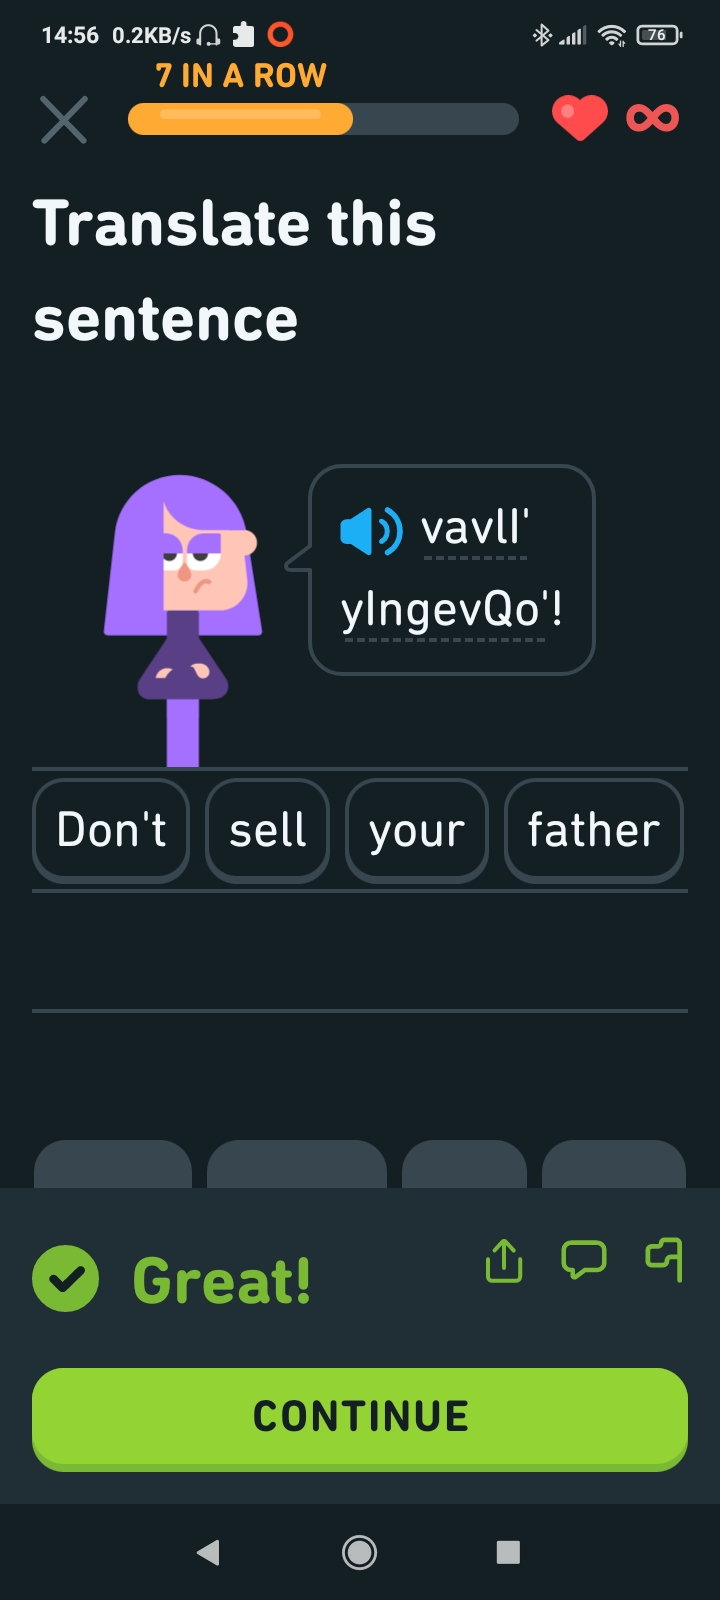 14:56 0.2KB/s 76
7 IN A ROW
Translate this
sentence
vavlI'
yIngevQo'!
Don't sell your father
Great!
CONTINUE